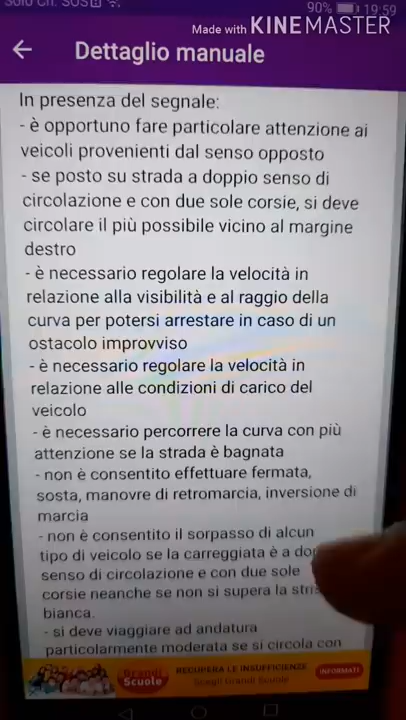 Solo Ch. SOS
90% 19:59
Made with KINEMASTER
Dettaglio manuale
In presenza del segnale:
- è opportuno fare particolare attenzione ai
veicoli provenienti dal senso opposto
- se posto su strada a doppio senso di
circolazione e con due sole corsie, si deve
circolare il più possibile vicino al margine
destro
- è necessario regolare la velocità in
relazione alla visibilità e al raggio della
curva per potersi arrestare in caso di un
ostacolo improvviso
- è necessario regolare la velocità in
relazione alle condizioni di carico del
veicolo
- è necessario percorrere la curva con più
attenzione se la strada è bagnata
- non è consentito effettuare fermata,
sosta, manovre di retromarcia, inversione di
marcia
- non è consentito il sorpasso di alcun
tipo di veicolo se la carreggiata è a
senso di circolazione e con due sole
corsie neanche se non si supera la
bianca.
- si deve viaggiare ad andatura
particolarmente moderata se si circola con
Grandi
Scuole
RECUPERA LE INSUFFICIENZE
Scegli Grandi Scuole
INFORMATI